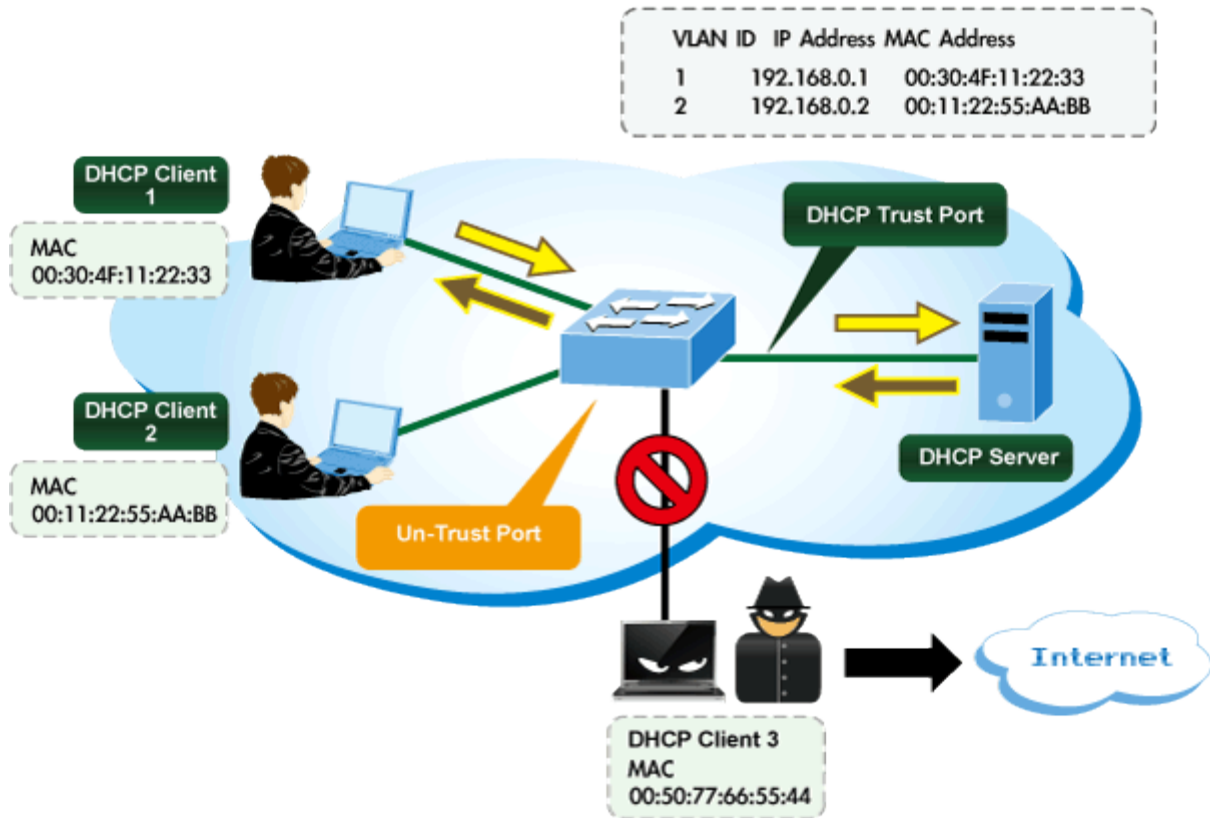 VLAN ID IP Address MAC Address
1 192.168.0.1 00:30:4F:11:22:33
2 192.168.0.2 00:11:22:55:AA:BB
DHCP Client
1
MAC
00:30:4F:11:22:33
DHCP Trust Port
DHCP Client
2
MAC
00:11:22:55:AA:BB
DHCP Server
Un-Trust Port
Internet
DHCP Client 3
MAC
00:50:77:66:55:44